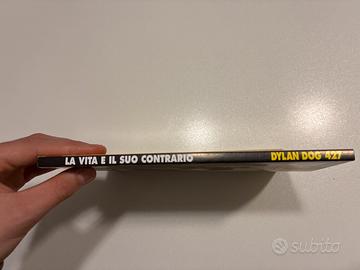 LA VITA E IL SUO CONTRARIO
DYLAN DOG 427
subito